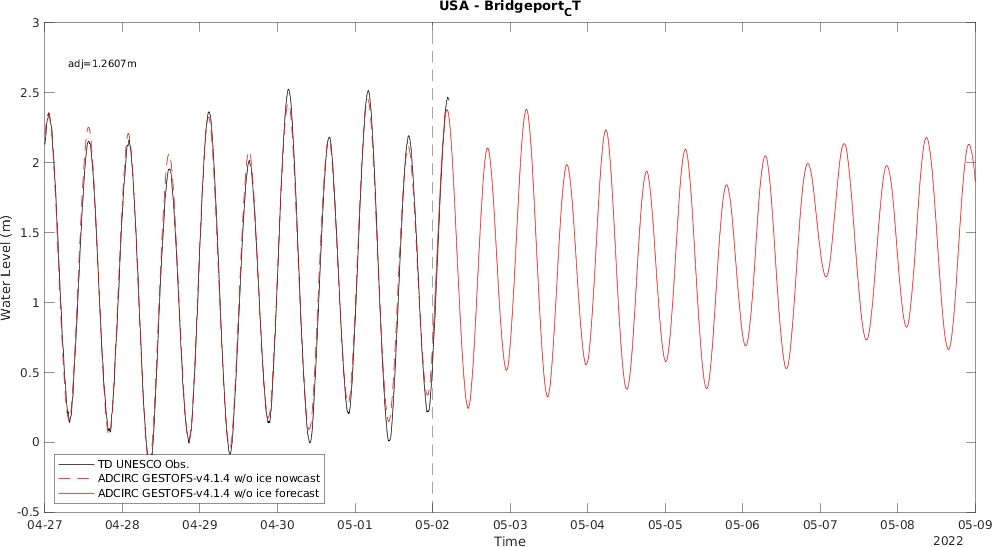 USA - Bridgeport_CT
3
2.5
2
1.5
1
0.5
0
-0.5
Water Level (m)
adj=1.2607m
TD UNESCO Obs.
ADCIRC GESTOFS-v4.1.4 w/o ice nowcast
ADCIRC GESTOFS-v4.1.4 w/o ice forecast
04-27 04-28 04-29 04-30 05-01 05-02 05-03 05-04 05-05 05-06 05-07 05-08 05-09
Time
2022